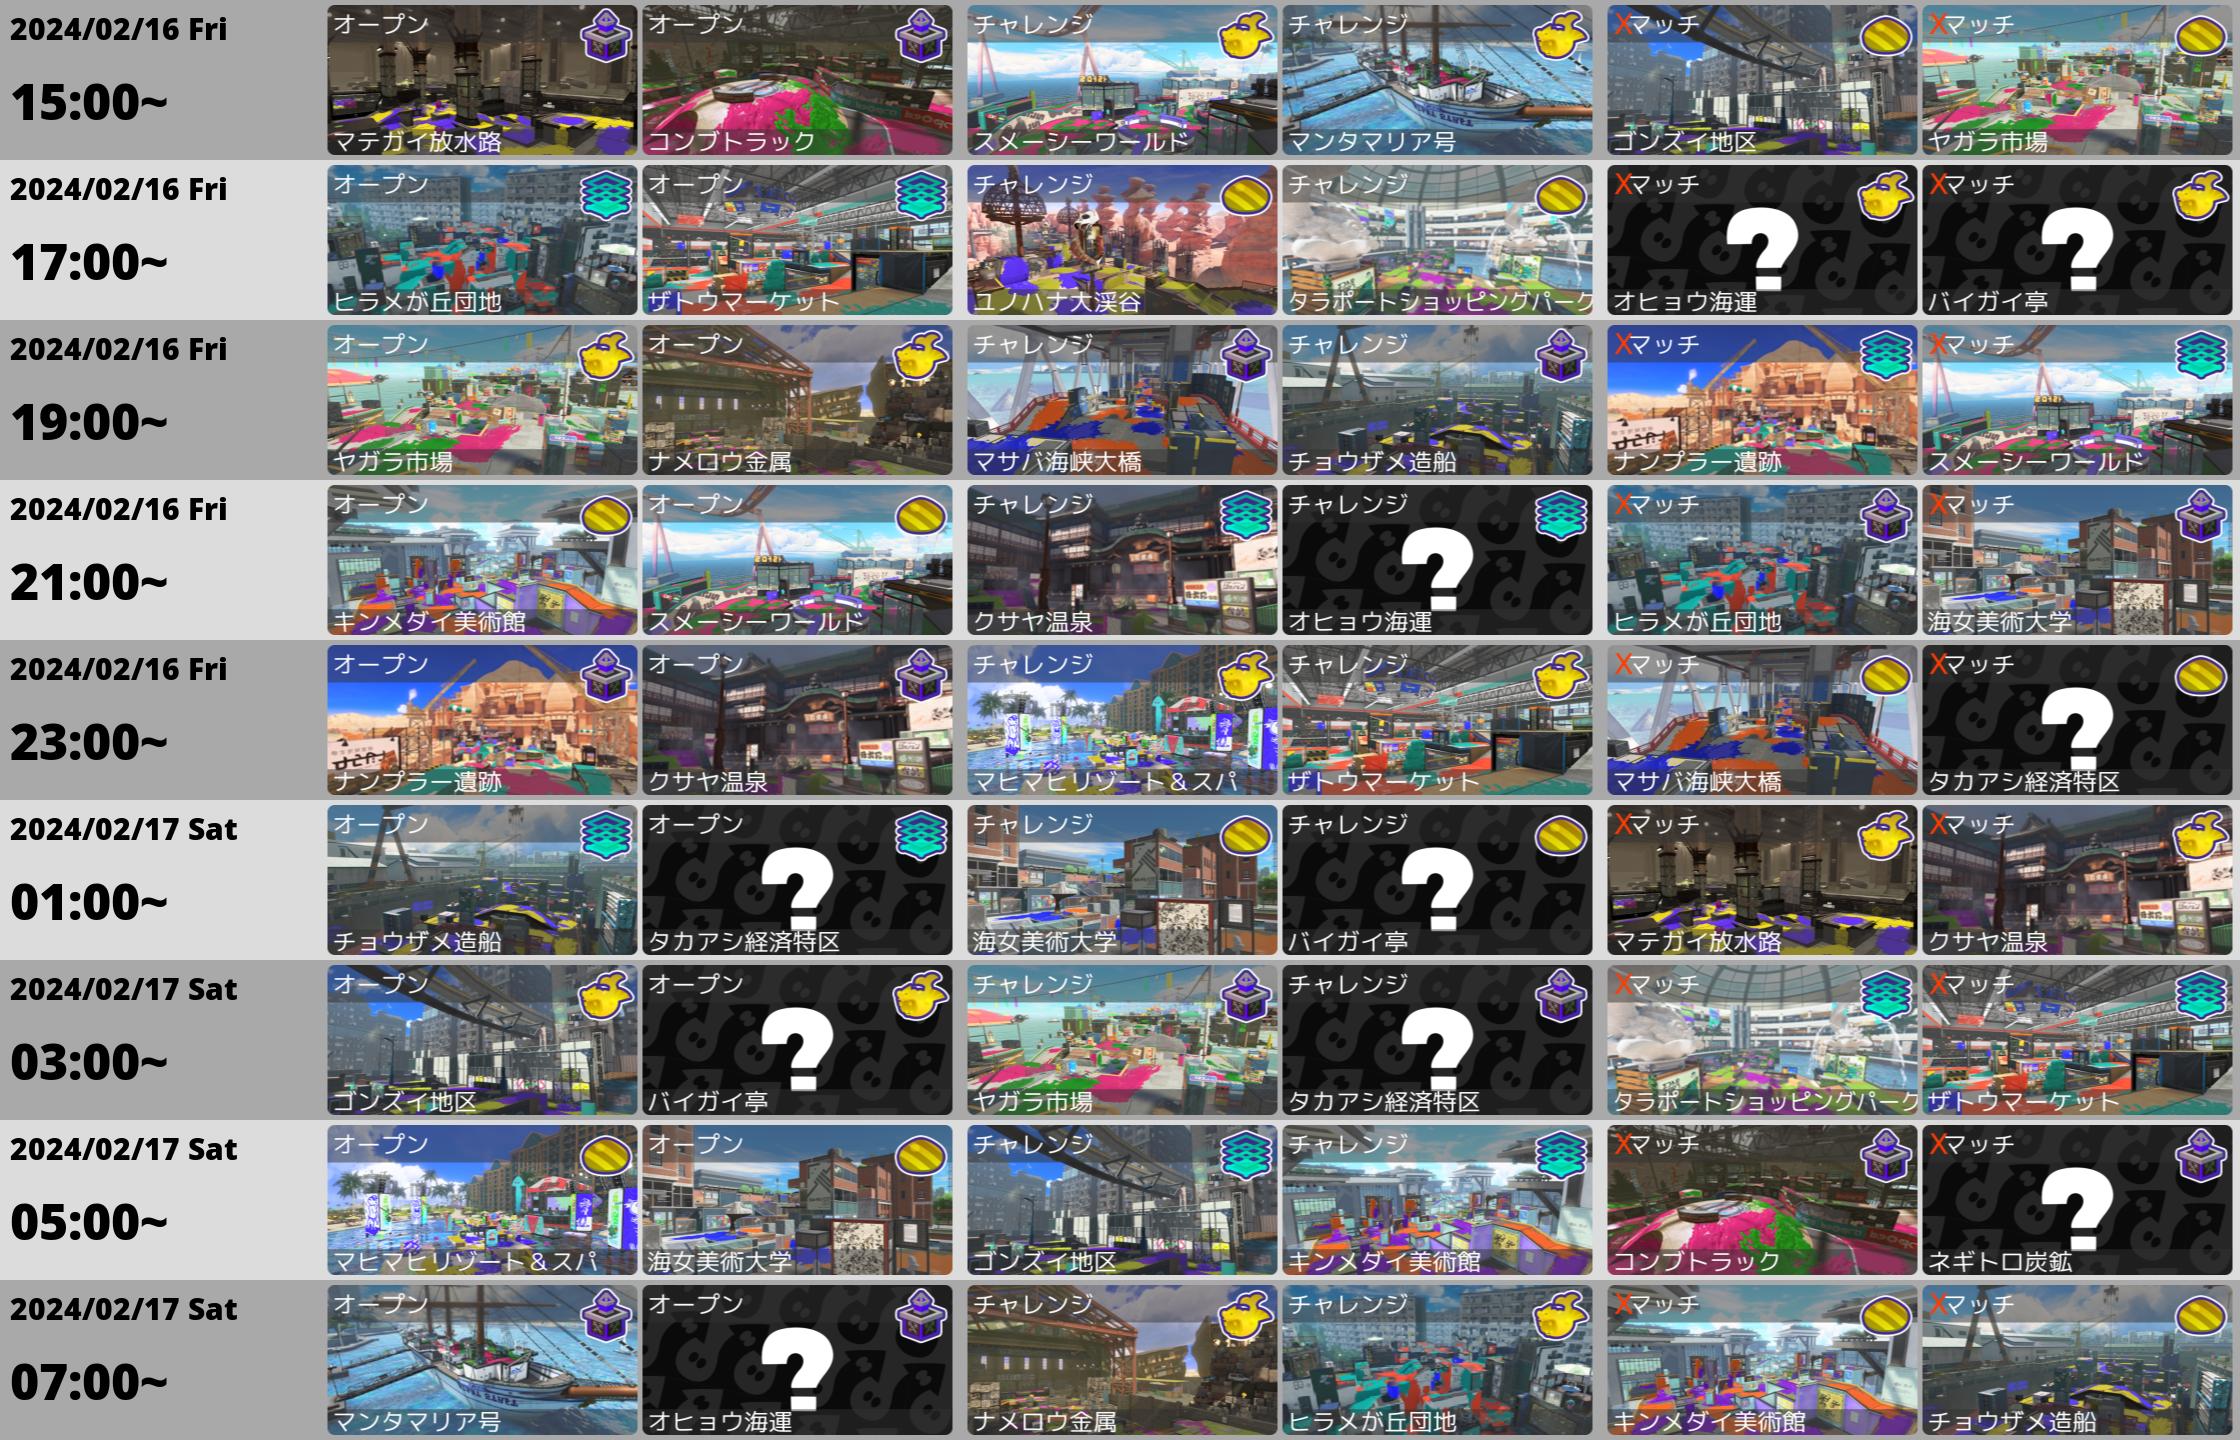 2024/02/16 Fri
15:00~
オープン
マテガイ放水路
オープン
コンブトラック
チャレンジ
スメーシーワールド
チャレンジ
マンタマリア号
Xマッチ
ゴンズイ地区
Xマッチ
ヤガラ市場
2024/02/16 Fri
17:00~
オープン
ヒラメが丘団地
オープン
ザトウマーケット
チャレンジ
ユノハナ大渓谷
チャレンジ
タラポートショッピングパーク
Xマッチ
?
オヒョウ海運
Xマッチ
?
バイガイ亭
2024/02/16 Fri
19:00~
オープン
ヤガラ市場
オープン
ナメロウ金属
チャレンジ
マサバ海峡大橋
チャレンジ
チョウザメ造船
Xマッチ
ナンプラー遺跡
Xマッチ
スメーシーワールド
2024/02/16 Fri
21:00~
オープン
キンメダイ美術館
オープン
スメーシーワールド
チャレンジ
クサヤ温泉
チャレンジ
?
オヒョウ海運
Xマッチ
ヒラメが丘団地
Xマッチ
海女美術大学
2024/02/16 Fri
23:00~
オープン
ナンプラー遺跡
オープン
クサヤ温泉
チャレンジ
マヒマヒリゾート＆スパ
チャレンジ
ザトウマーケット
Xマッチ
マサバ海峡大橋
Xマッチ
?
タカアシ経済特区
2024/02/17 Sat
01:00~
オープン
チョウザメ造船
オープン
?
タカアシ経済特区
チャレンジ
海女美術大学
チャレンジ
?
バイガイ亭
Xマッチ
マテガイ放水路
Xマッチ
クサヤ温泉
2024/02/17 Sat
03:00~
オープン
ゴンズイ地区
オープン
?
バイガイ亭
チャレンジ
ヤガラ市場
チャレンジ
?
タカアシ経済特区
Xマッチ
タラポートショッピングパーク
Xマッチ
ザトウマーケット
2024/02/17 Sat
05:00~
オープン
マヒマヒリゾート＆スパ
オープン
海女美術大学
チャレンジ
ゴンズイ地区
チャレンジ
キンメダイ美術館
Xマッチ
コンブトラック
Xマッチ
?
ネギトロ炭鉱
2024/02/17 Sat
07:00~
オープン
マンタマリア号
オープン
?
オヒョウ海運
チャレンジ
ナメロウ金属
チャレンジ
ヒラメが丘団地
Xマッチ
キンメダイ美術館
Xマッチ
チョウザメ造船